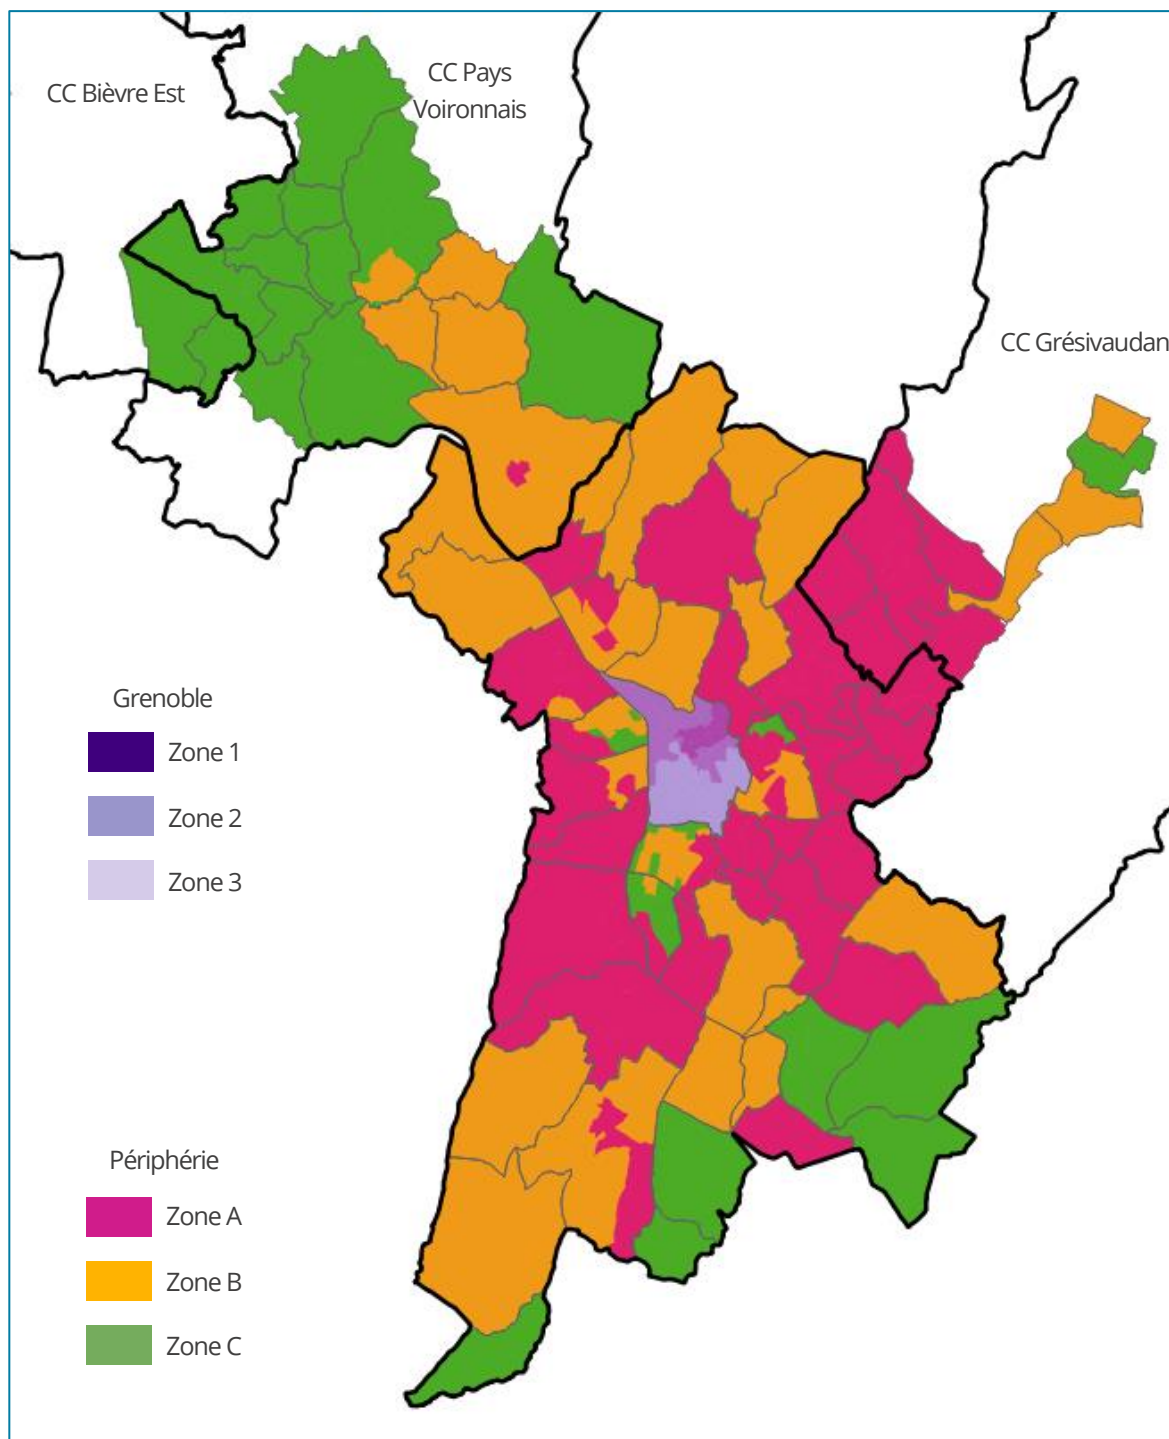 CC Bièvre Est
CC Pays
Voironnais
CC Grésivaudan
Grenoble
Zone 1
Zone 2
Zone 3
Périphérie
Zone A
Zone B
Zone C